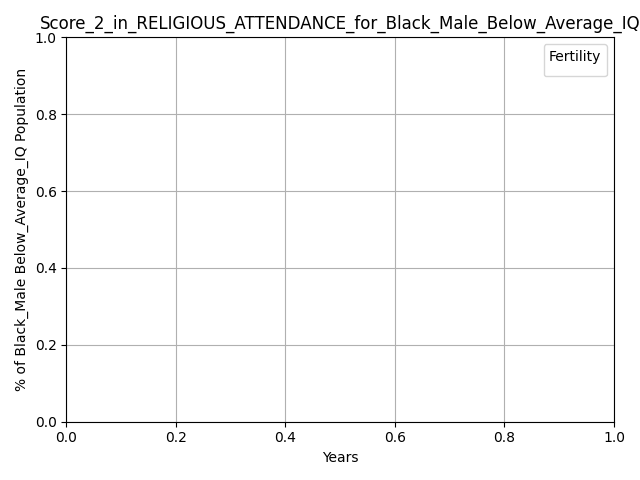 Score_2_in_RELIGIOUS_ATTENDANCE_for_Black_Male_Below_Average_IQ
Fertility
% of Black_Male Below_Average_IQ Population
1.0
0.8
0.6
0.4
0.2
0.0
0.0 0.2 0.4 0.6 0.8 1.0
Years